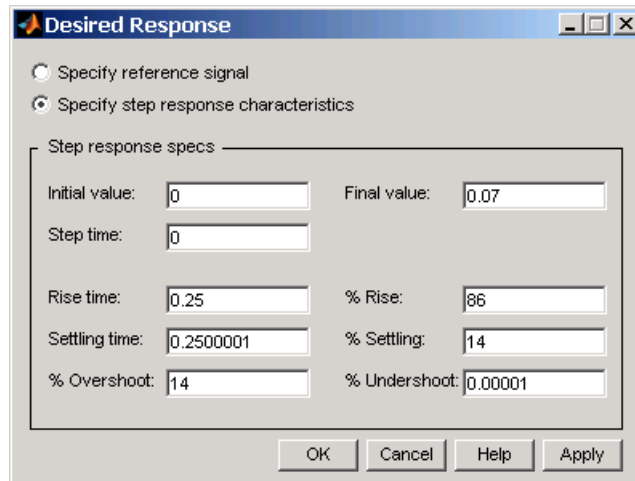 Desired Response
Specify reference signal
Specify step response characteristics
Step response specs
Initial value: 0 Final value: 0.07
Step time: 0
Rise time: 0.25 % Rise: 86
Settling time: 0.2500001 % Settling: 14
% Overshoot: 14 % Undershoot: 0.00001
OK Cancel Help Apply